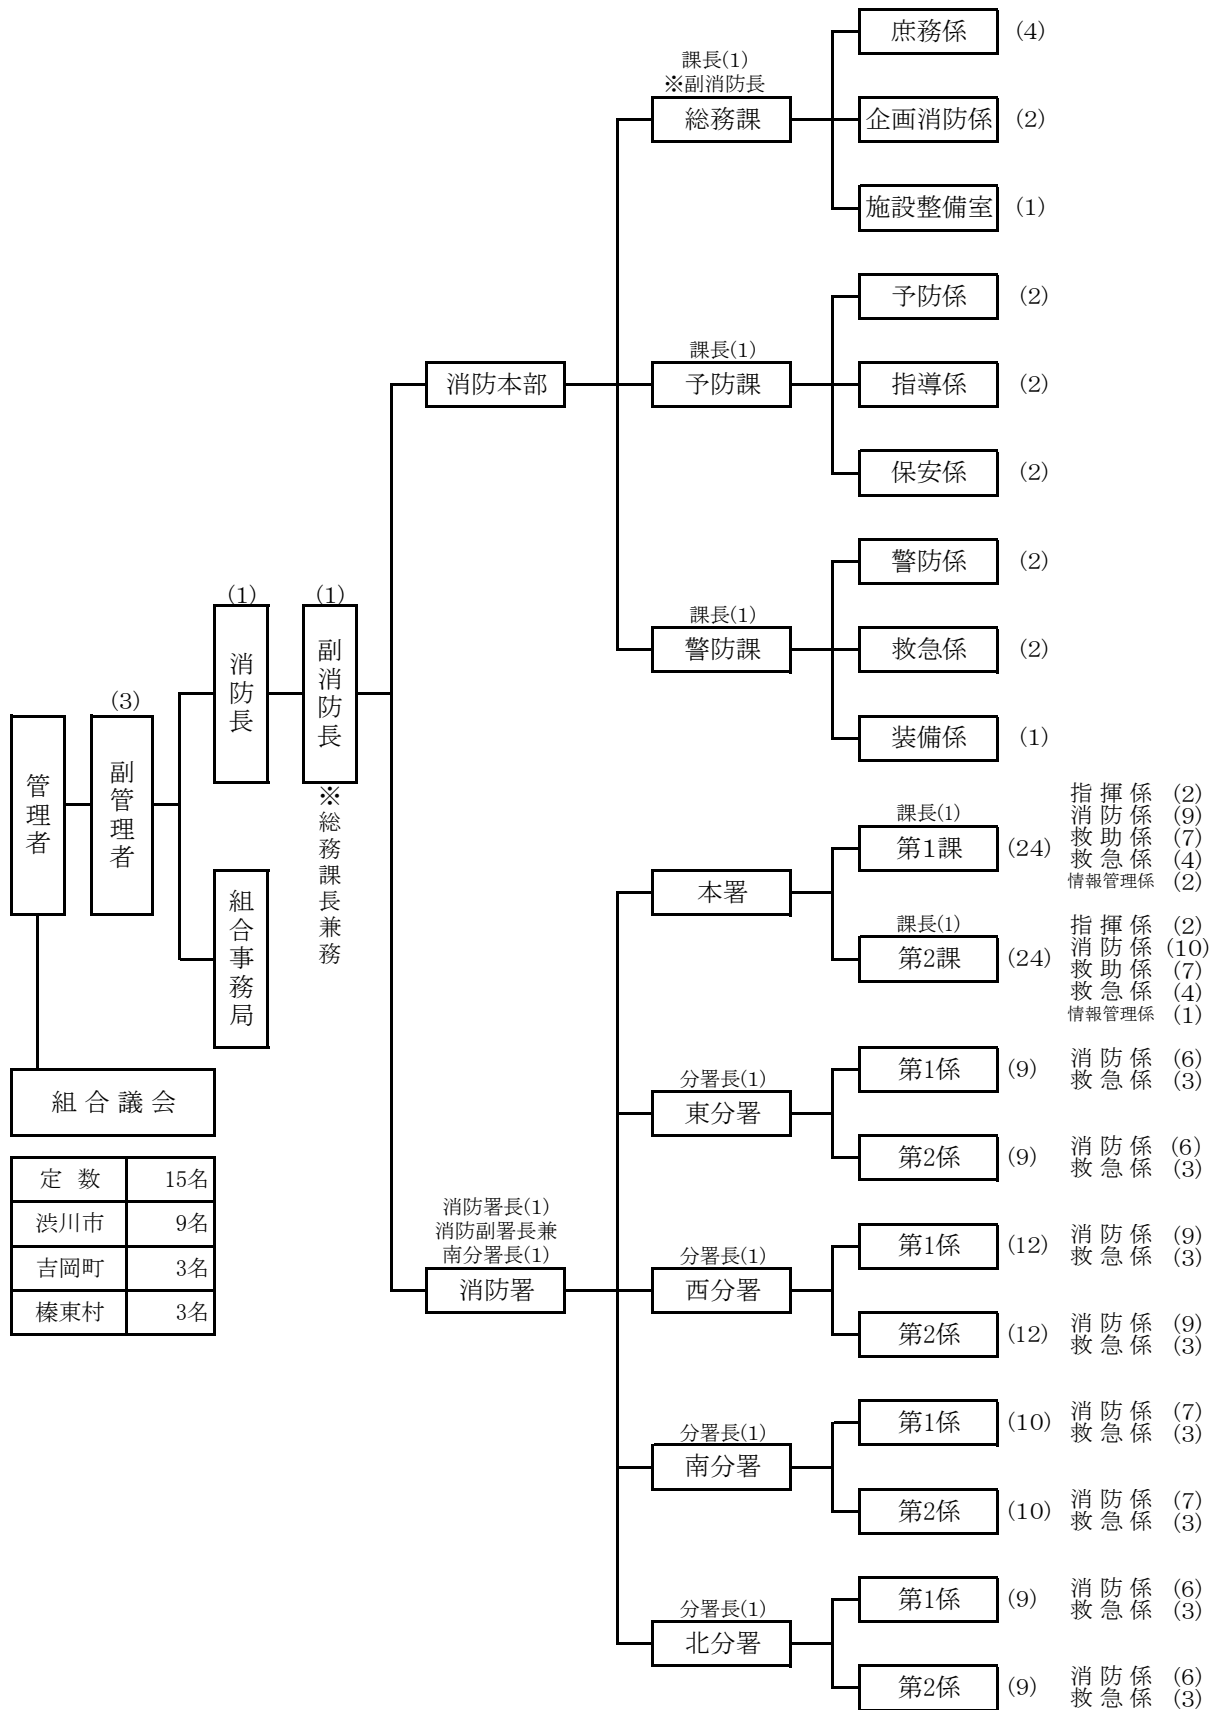 庶務係 (4)
課長(1)
※副消防長
総務課
企画消防係 (2)
施設整備室 (1)
予防係 (2)
課長(1)
消防本部
予防課
指導係 (2)
保安係 (2)
警防係 (2)
課長(1)
警防課
救急係 (2)
装備係 (1)
(1)
消防長
(1)
副消防長
※総務課長兼務
(3)
管理者
副管理者
組合事務局
組合議会
定数 15名
渋川市 9名
吉岡町 3名
榛東村 3名
消防署長(1)
消防副署長兼
南分署長(1)
消防署
本署
課長(1)
第1課 (24)
指揮係 (2)
消防係 (9)
救助係 (7)
救急係 (4)
情報管理係 (2)
課長(1)
第2課 (24)
指揮係 (2)
消防係 (10)
救助係 (7)
救急係 (4)
情報管理係 (1)
分署長(1)
東分署
第1係 (9)
消防係 (6)
救急係 (3)
第2係 (9)
消防係 (6)
救急係 (3)
分署長(1)
西分署
第1係 (12)
消防係 (9)
救急係 (3)
第2係 (12)
消防係 (9)
救急係 (3)
分署長(1)
南分署
第1係 (10)
消防係 (7)
救急係 (3)
第2係 (10)
消防係 (7)
救急係 (3)
分署長(1)
北分署
第1係 (9)
消防係 (6)
救急係 (3)
第2係 (9)
消防係 (6)
救急係 (3)